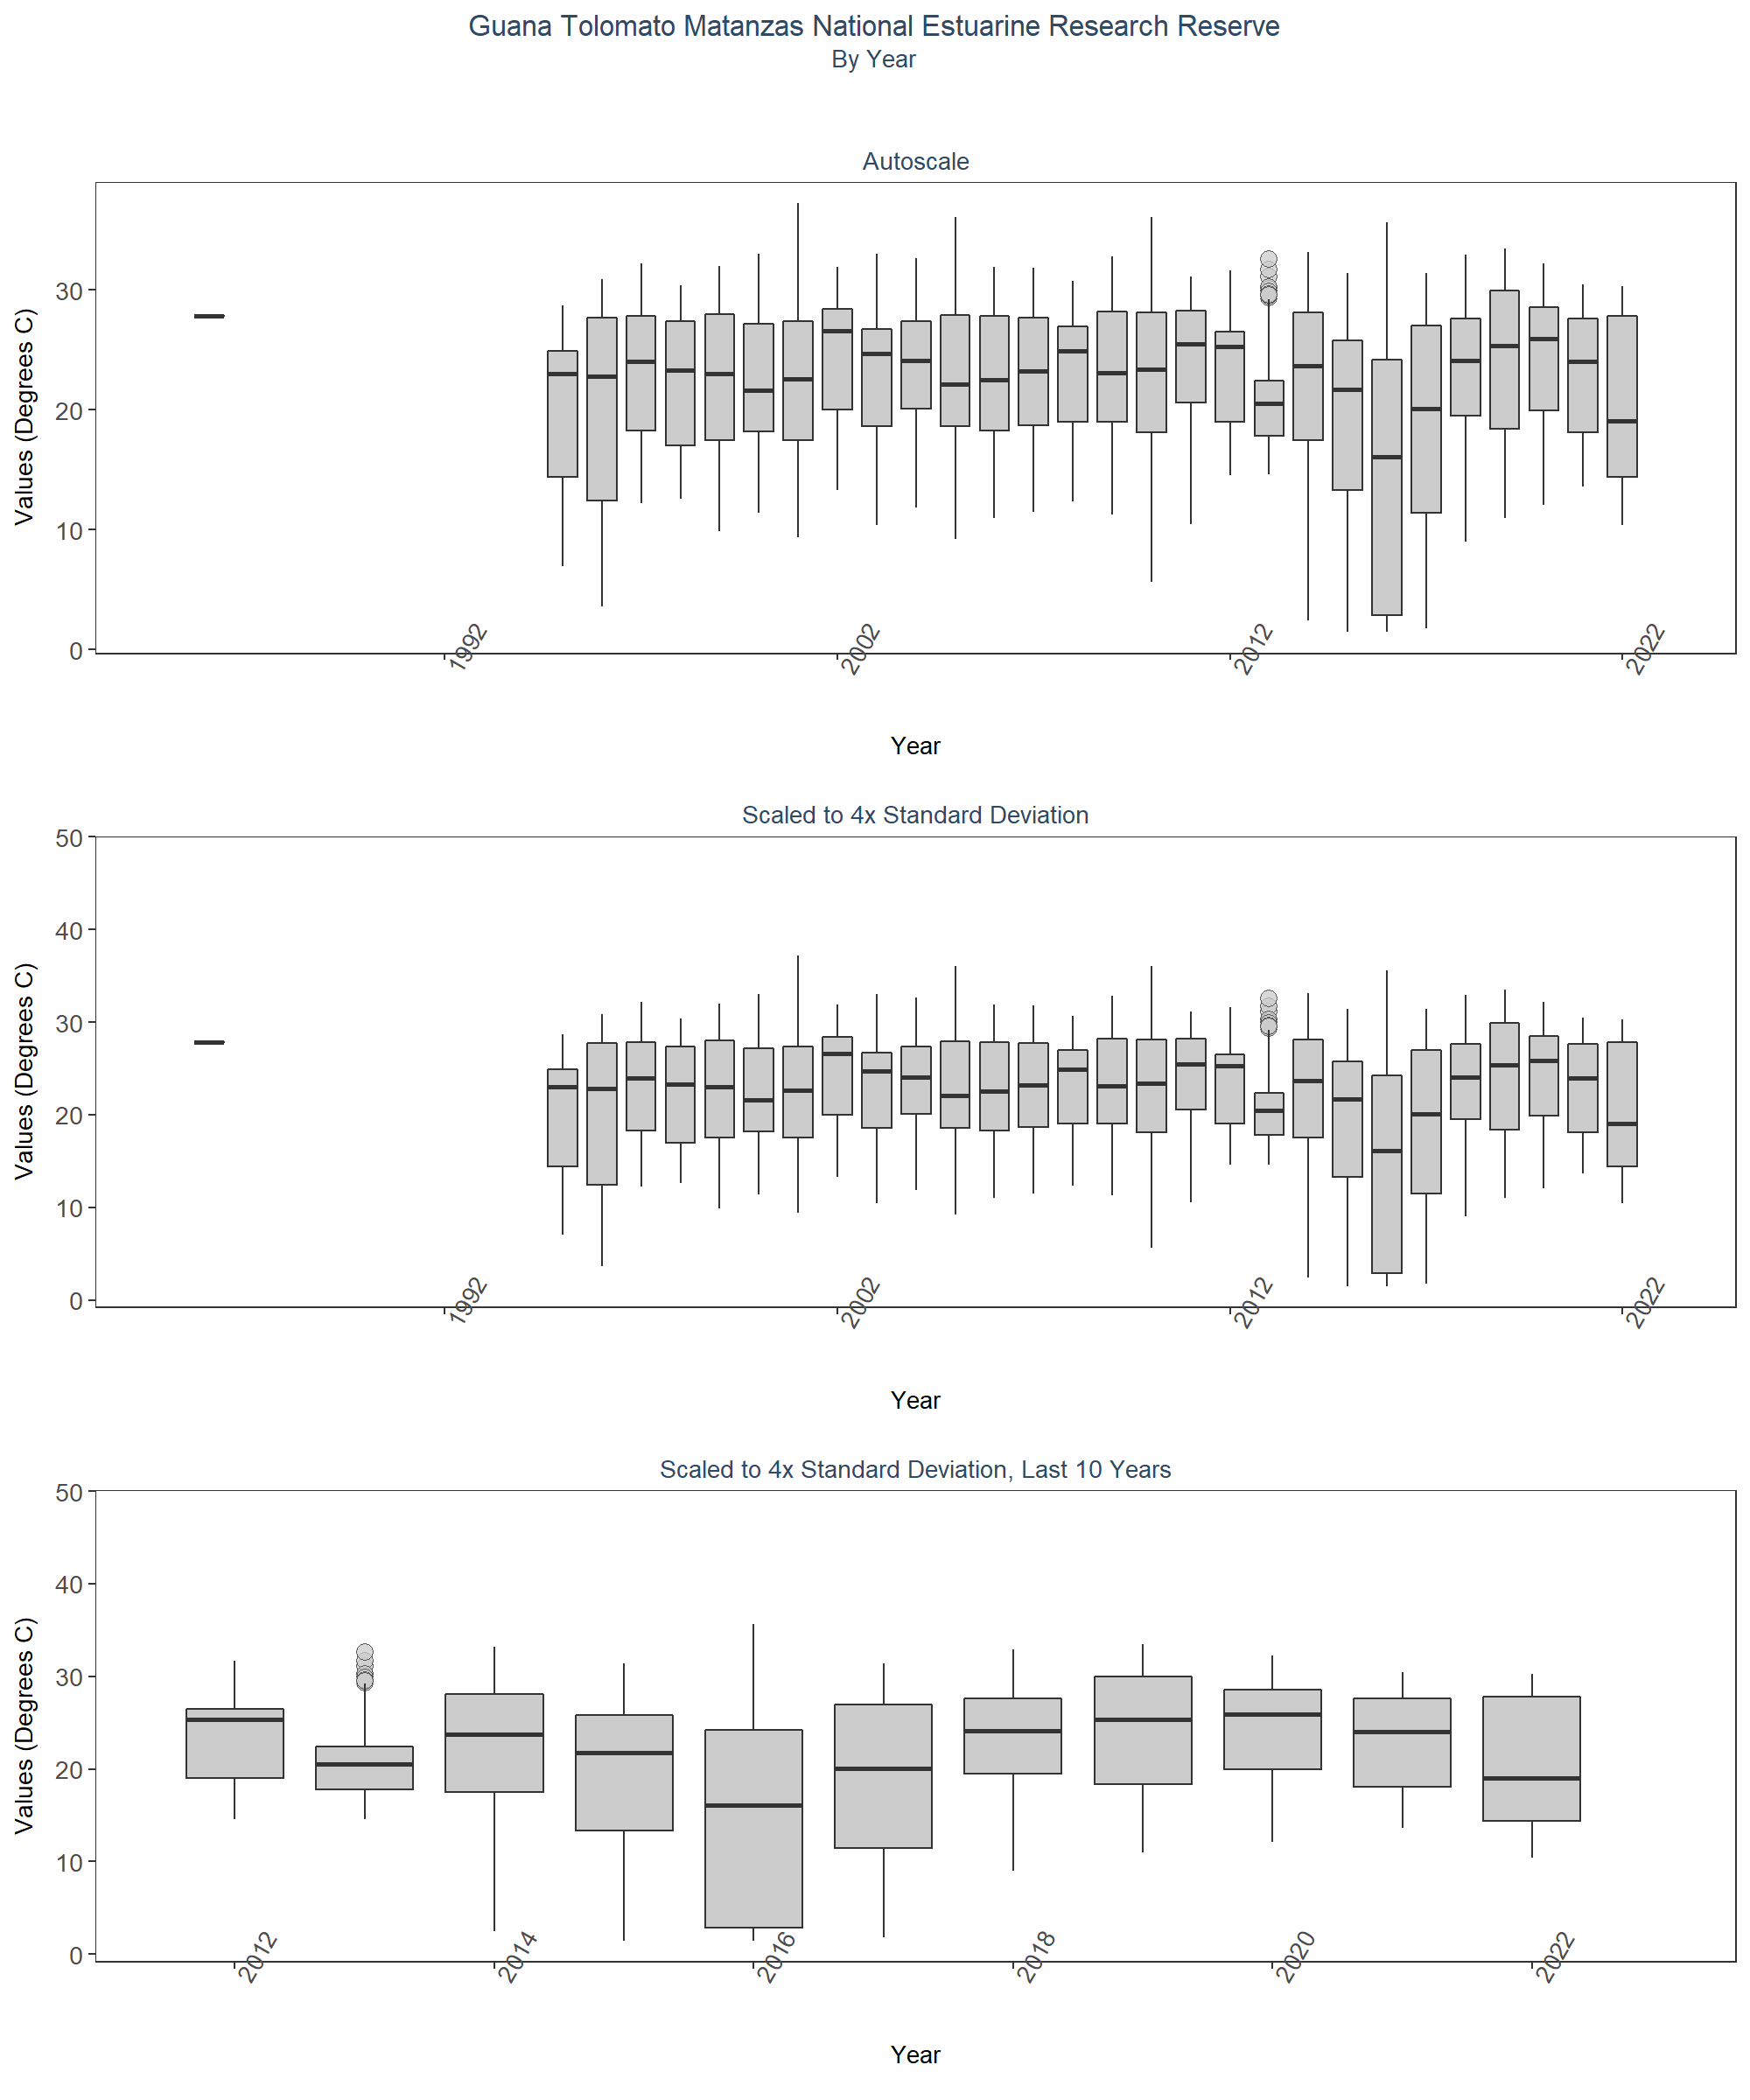 Guana Tolomato Matanzas National Estuarine Research Reserve
By Year
Autoscale
Values (Degrees C)
30
20
10
0
1992
2002
2012
2022
Year
Scaled to 4x Standard Deviation
Values (Degrees C)
50
40
30
20
10
0
1992
2002
2012
2022
Year
Scaled to 4x Standard Deviation, Last 10 Years
Values (Degrees C)
50
40
30
20
10
0
2012
2014
2016
2018
2020
2022
Year